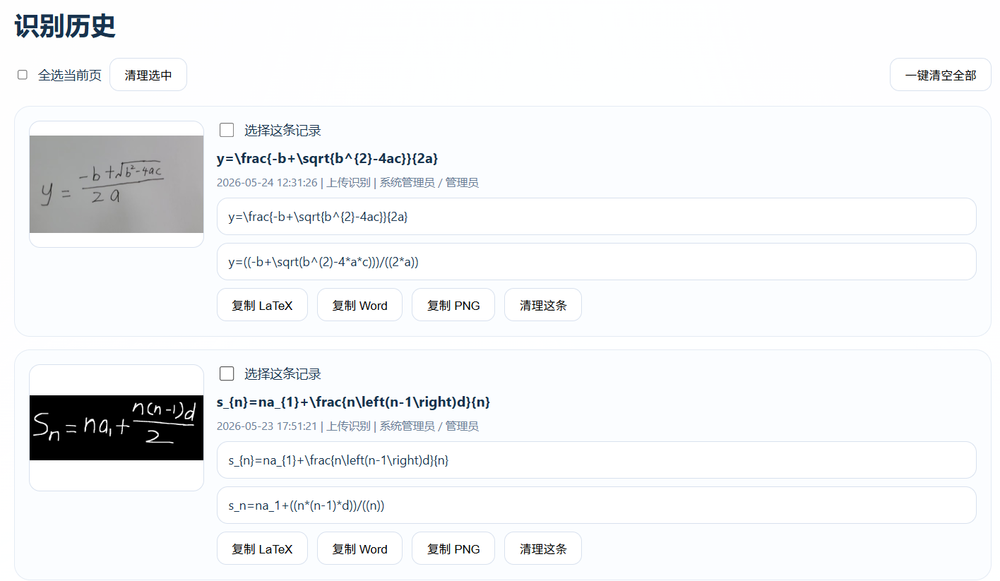 识别历史
全选当前页 清理选中 一键清空全部
选择这条记录
y=\frac{-b+\sqrt{b^{2}-4ac}}{2a}
2026-05-24 12:31:26 | 上传识别 | 系统管理员 / 管理员
y=\frac{-b+\sqrt{b^{2}-4ac}}{2a}
y=((-b+\sqrt(b^(2)-4*a*c)))/((2*a))
复制 LaTeX 复制 Word 复制 PNG 清理这条
y = -b+√b²-4ac
2a
选择这条记录
s_{n}=na_{1}+\frac{n\left(n-1\right)d}{n}
2026-05-23 17:51:21 | 上传识别 | 系统管理员 / 管理员
s_{n}=na_{1}+\frac{n\left(n-1\right)d}{n}
s_n=na_1+((n*(n-1)*d))/((n))
复制 LaTeX 复制 Word 复制 PNG 清理这条
Sₙ=na₁+ n(n-1)d
2